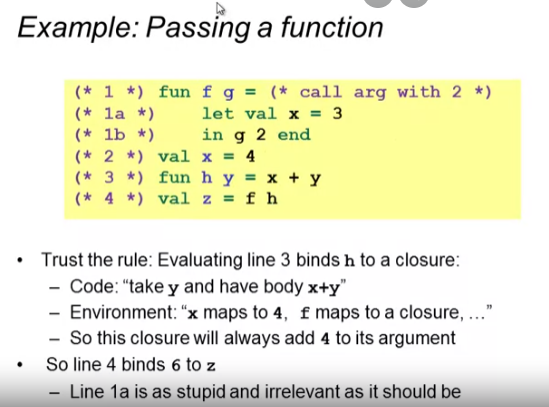 Example: Passing a function
(* 1 *) fun f g = (* call arg with 2 *)
(* 1a *) let val x = 3
(* 1b *) in g 2 end
(* 2 *) val x = 4
(* 3 *) fun h y = x + y
(* 4 *) val z = f h
• Trust the rule: Evaluating line 3 binds h to a closure:
– Code: “take y and have body x+y”
– Environment: “x maps to 4, f maps to a closure, …”
– So this closure will always add 4 to its argument
• So line 4 binds 6 to z
– Line 1a is as stupid and irrelevant as it should be